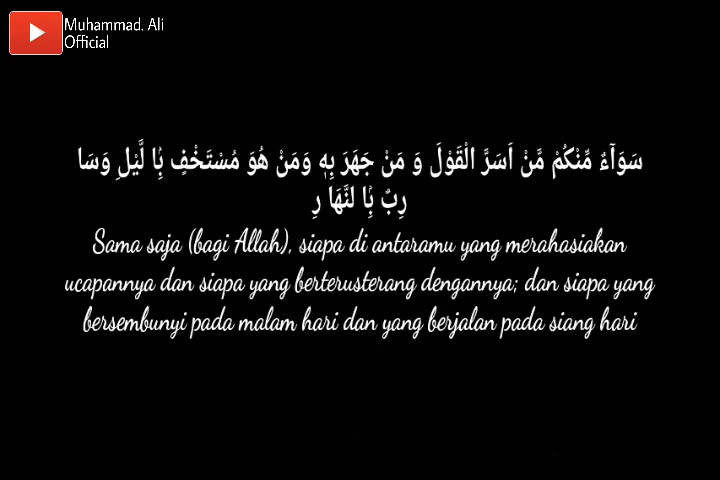 Muhammad. Ali
Official
سَوَآءٌ مِّنْكُمْ مَّنْ اَسَرَّ الْقَوْلَ وَ مَنْ جَهَرَ بِهٖ وَمَنْ هُوَ مُسْتَخْفٍ بِۢا لَّيْلِ وَسَا
رِبٌ بِۢا لنَّهَا رِ
Sama saja (bagi Allah), siapa di antaramu yang merahasiakan
ucapannya dan siapa yang berterusterang dengannya; dan siapa yang
bersembunyi pada malam hari dan yang berjalan pada siang hari